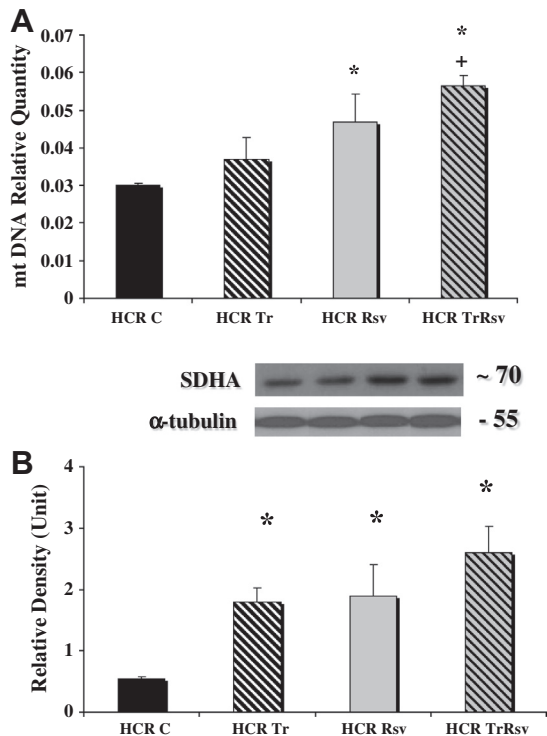 A
mt DNA Relative Quantity
0.07
0.06
0.05
0.04
0.03
0.02
0.01
0
*
*
+
HCR C HCR Tr HCR Rsv HCR TrRsv
SDHA ~ 70
α-tubulin - 55
B
Relative Density (Unit)
4
3
2
1
0
* * *
HCR C HCR Tr HCR Rsv HCR TrRsv